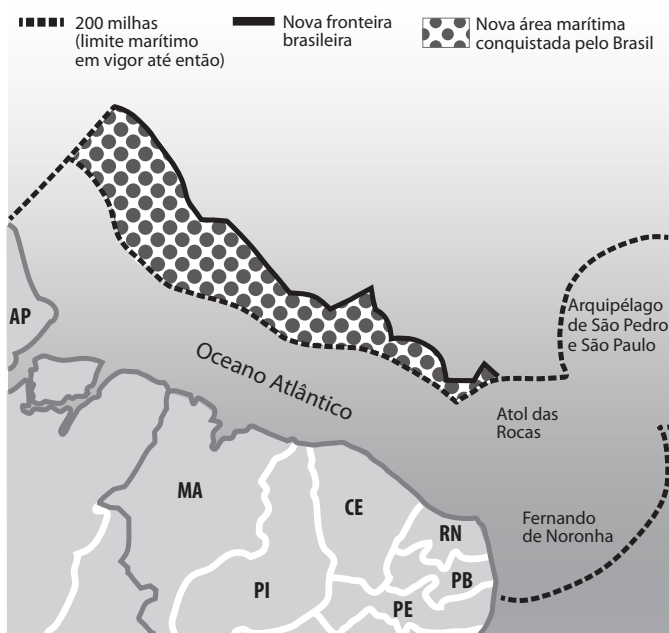 200 milhas
(limite marítimo
em vigor até então)
Nova fronteira
brasileira
Nova área marítima
conquistada pelo Brasil
AP
Oceano Atlântico
Arquipélago
de São Pedro
e São Paulo
Atol das
Rocas
MA
CE
RN
Fernando
de Noronha
PI
PB
PE